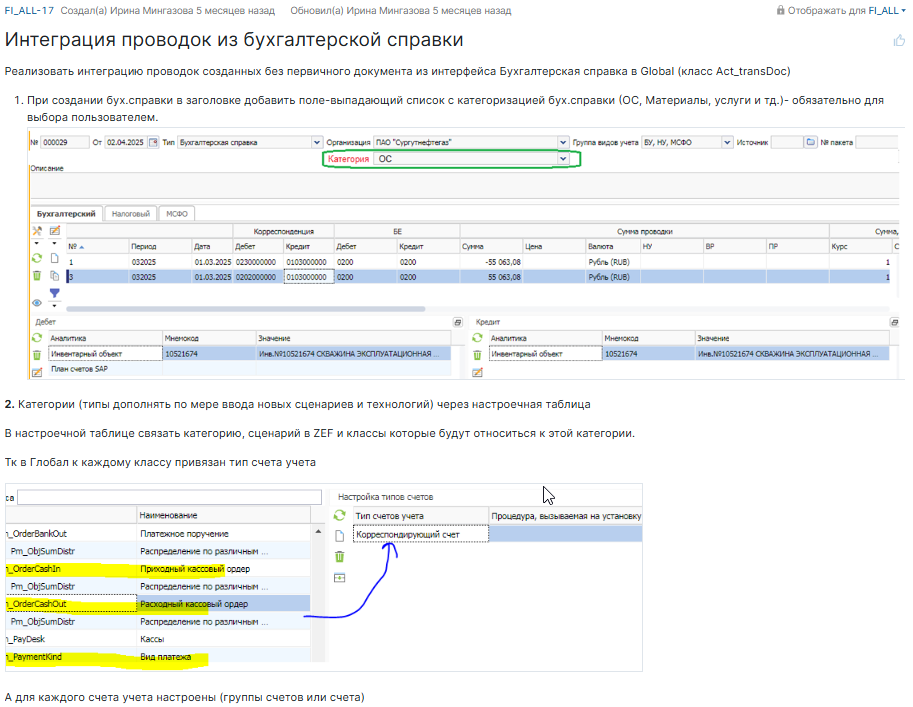 FI_ALL-17 Создал(а) Ирина Мингазова 5 месяцев назад Обновил(а) Ирина Мингазова 5 месяцев назад Отображать для FI_ALL
Интеграция проводок из бухгалтерской справки
Реализовать интеграцию проводок созданных без первичного документа из интерфейса Бухгалтерская справка в Global (класс Act_transDoc)
1. При создании бух.справки в заголовке добавить поле-выпадающий список с категоризацией бух.справки (ОС, Материалы, услуги и тд.)- обязательно для
выбора пользователем.
№ 000029 От 02.04.2025 Тип Бухгалтерская справка Организация ПАО "Сургутнефтегаз" Группа видов учета БУ, НУ, МСФО Источник № пакета
Категория ОС
Описание
Бухгалтерский Налоговый МСФО
Корреспонденция БЕ Сумма проводки Сумма,
№ Период Дата Дебет Кредит Дебет Кредит Сумма Цена Валюта НУ ВР ПР Курс С
1 032025 01.03.2025 0230000000 0103000000 0200 0200 -55 063,08 Рубль (RUB) 1
3 032025 01.03.2025 0202000000 0103000000 0200 0200 55 063,08 Рубль (RUB) 1
Дебет Кредит
Аналитика Мнемокод Значение Аналитика Мнемокод Значение
Инвентарный объект 10521674 Инв.№10521674 СКВАЖИНА ЭКСПЛУАТАЦИОННАЯ ... Инвентарный объект 10521674 Инв.№10521674 СКВАЖИНА ЭКСПЛУАТАЦИОННАЯ ...
План счетов SAP
2. Категории (типы дополнять по мере ввода новых сценариев и технологий) через настроечная таблица
В настроечной таблице связать категорию, сценарий в ZEF и классы которые будут относиться к этой категории.
Тк в Глобал к каждому классу привязан тип счета учета
са Настройка типов счетов
Наименование Тип счетов учета Процедура, вызываемая на установку
n_OrderBankOut Платежное поручение Корреспондирующий счет
Pm_ObjSumDistr Распределение по различным ...
n_OrderCashIn Приходный кассовый ордер
Pm_ObjSumDistr Распределение по различным ...
n_OrderCashOut Расходный кассовый ордер
Pm_ObjSumDistr Распределение по различным ...
n_PayDesk Кассы
n_PaymentKind Вид платежа
А для каждого счета учета настроены (группы счетов или счета)